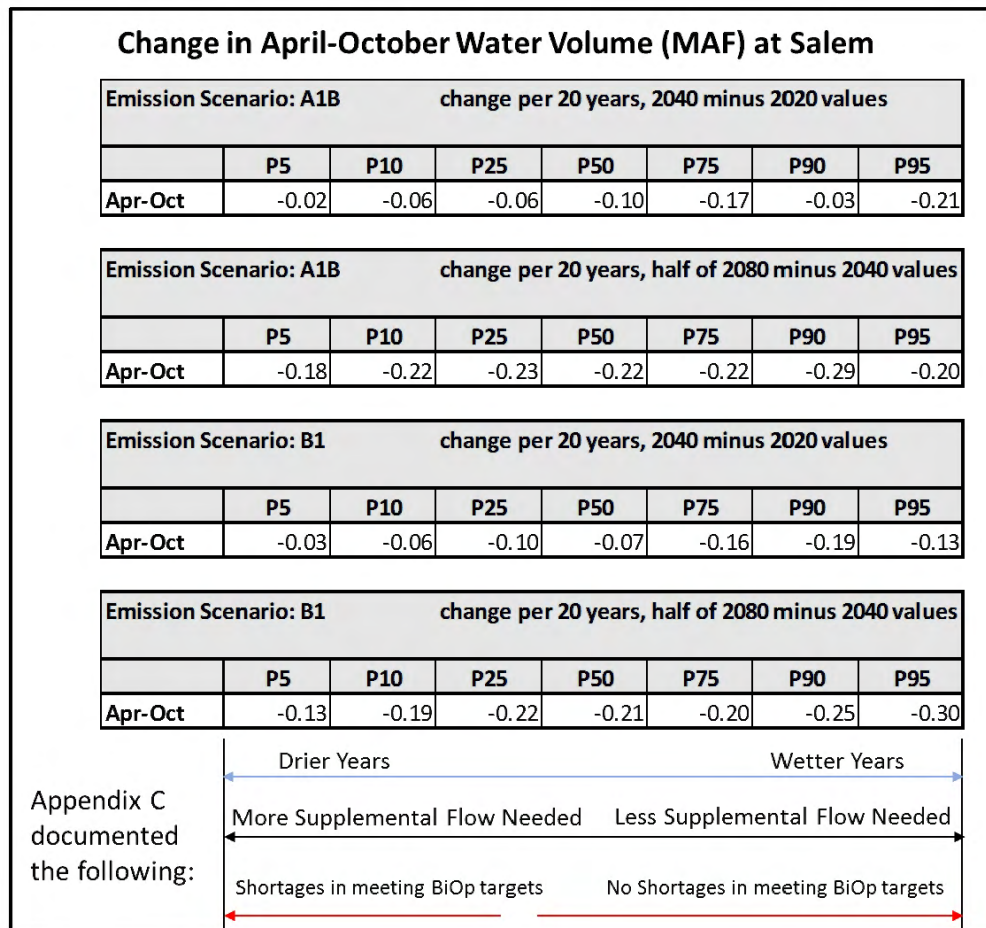 Change in April-October Water Volume (MAF) at Salem
Emission Scenario: A1B change per 20 years, 2040 minus 2020 values
P5 P10 P25 P50 P75 P90 P95
Apr-Oct -0.02 -0.06 -0.06 -0.10 -0.17 -0.03 -0.21
Emission Scenario: A1B change per 20 years, half of 2080 minus 2040 values
P5 P10 P25 P50 P75 P90 P95
Apr-Oct -0.18 -0.22 -0.23 -0.22 -0.22 -0.29 -0.20
Emission Scenario: B1 change per 20 years, 2040 minus 2020 values
P5 P10 P25 P50 P75 P90 P95
Apr-Oct -0.03 -0.06 -0.10 -0.07 -0.16 -0.19 -0.13
Emission Scenario: B1 change per 20 years, half of 2080 minus 2040 values
P5 P10 P25 P50 P75 P90 P95
Apr-Oct -0.13 -0.19 -0.22 -0.21 -0.20 -0.25 -0.30
Appendix C
documented
the following:
Drier Years Wetter Years
More Supplemental Flow Needed Less Supplemental Flow Needed
Shortages in meeting BiOp targets No Shortages in meeting BiOp targets